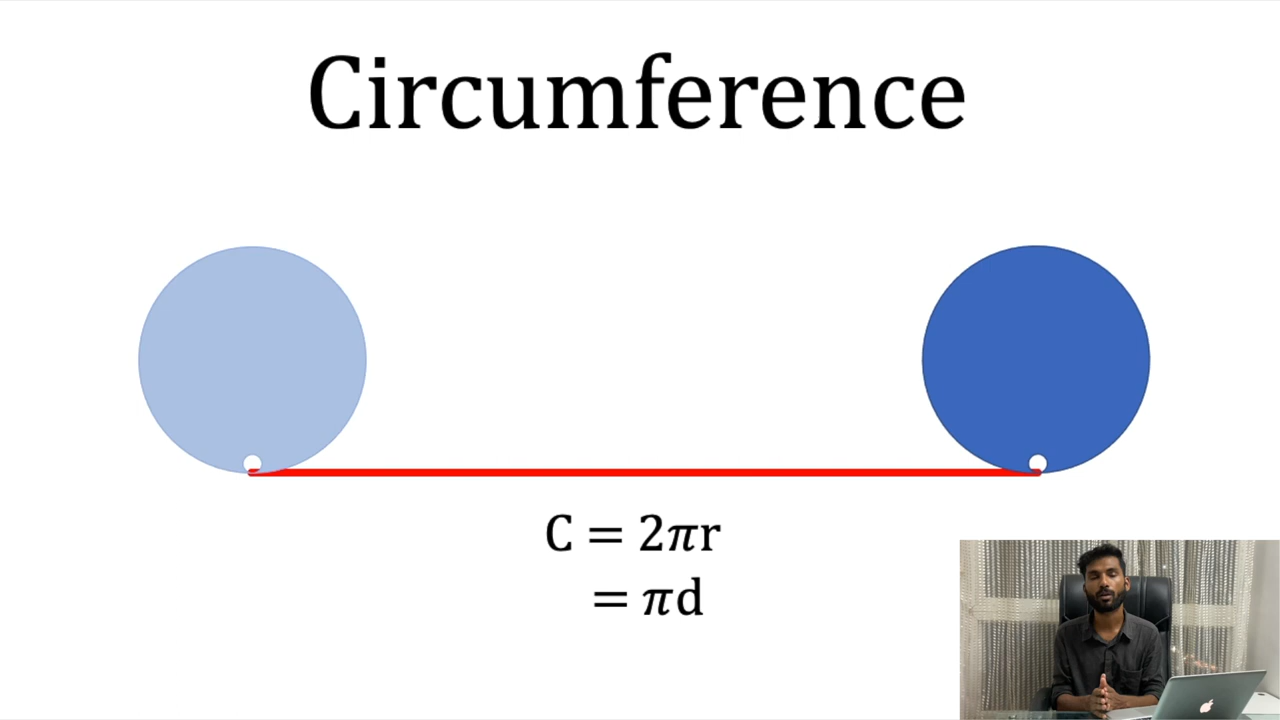 Circumference
C = 2πr
= πd